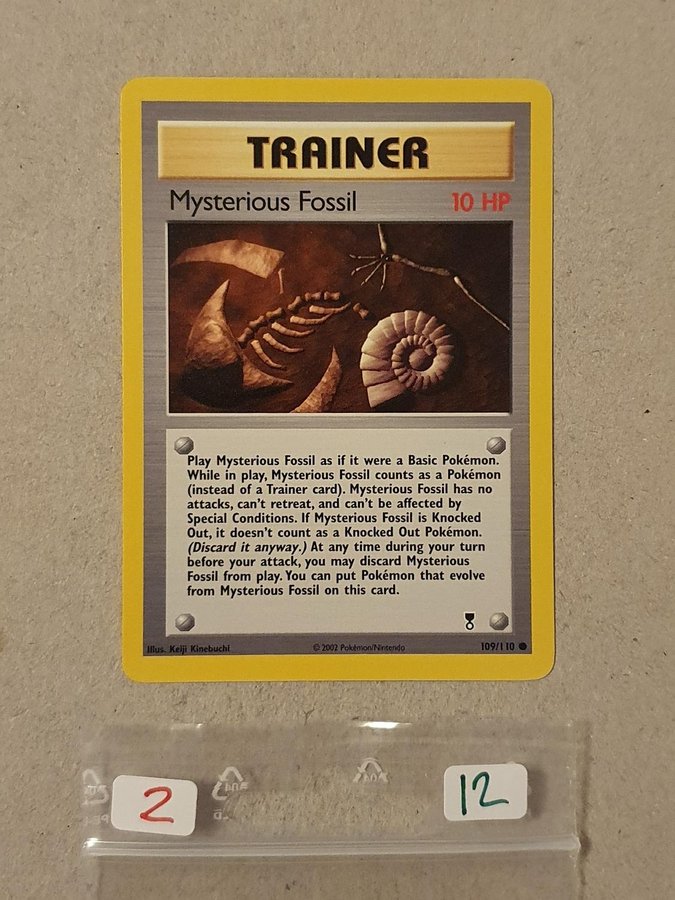 TRAINER
Mysterious Fossil 10 HP
Play Mysterious Fossil as if it were a Basic Pokémon.
While in play, Mysterious Fossil counts as a Pokémon
(instead of a Trainer card). Mysterious Fossil has no
attacks, can't retreat, and can't be affected by
Special Conditions. If Mysterious Fossil is Knocked
Out, it doesn't count as a Knocked Out Pokémon.
(Discard it anyway.) At any time during your turn
before your attack, you may discard Mysterious
Fossil from play. You can put Pokémon that evolve
from Mysterious Fossil on this card.
Illus. Keiji Kinebuchi © 2002 Pokémon/Nintendo 109/110
2 12